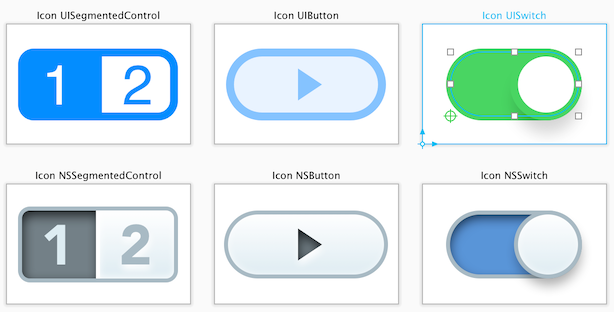 Icon UISegmentedControl
Icon UIButton
Icon UISwitch
1 2
Icon NSSegmentedControl
Icon NSButton
Icon NSSwitch
1 2